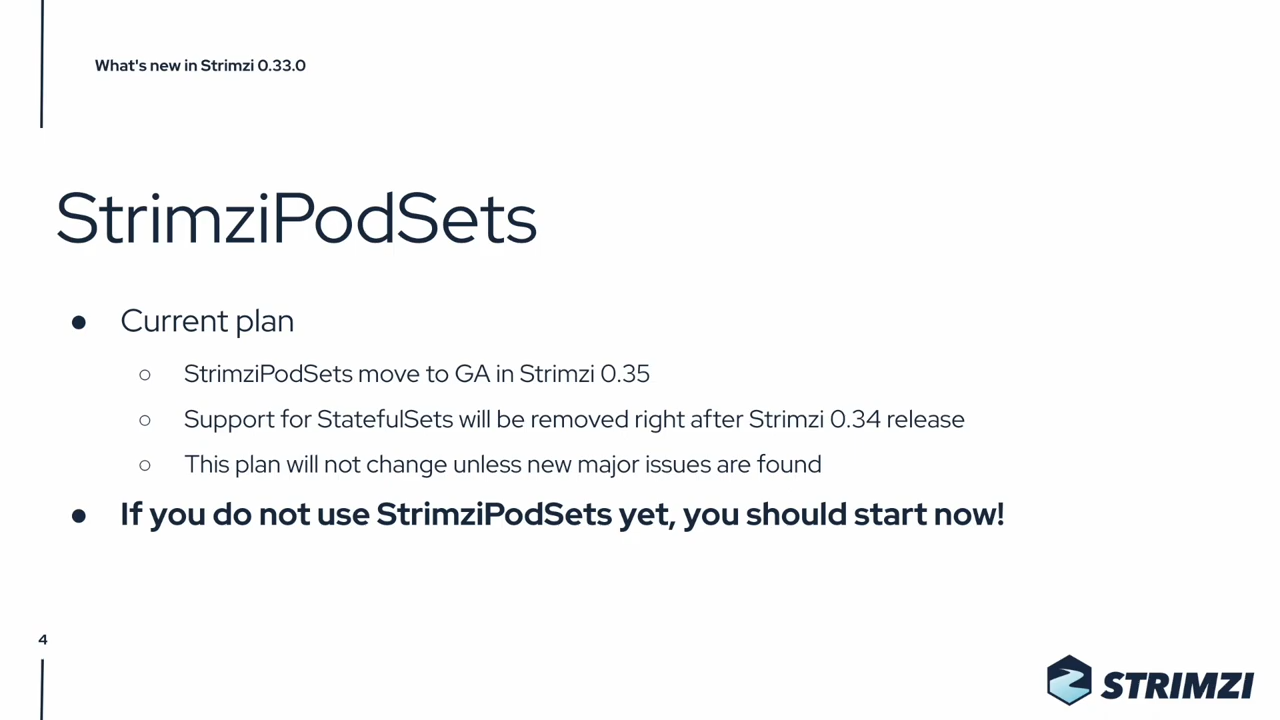 What's new in Strimzi 0.33.0
StrimziPodSets
● Current plan
○ StrimziPodSets move to GA in Strimzi 0.35
○ Support for StatefulSets will be removed right after Strimzi 0.34 release
○ This plan will not change unless new major issues are found
● If you do not use StrimziPodSets yet, you should start now!
4
STRIMZI